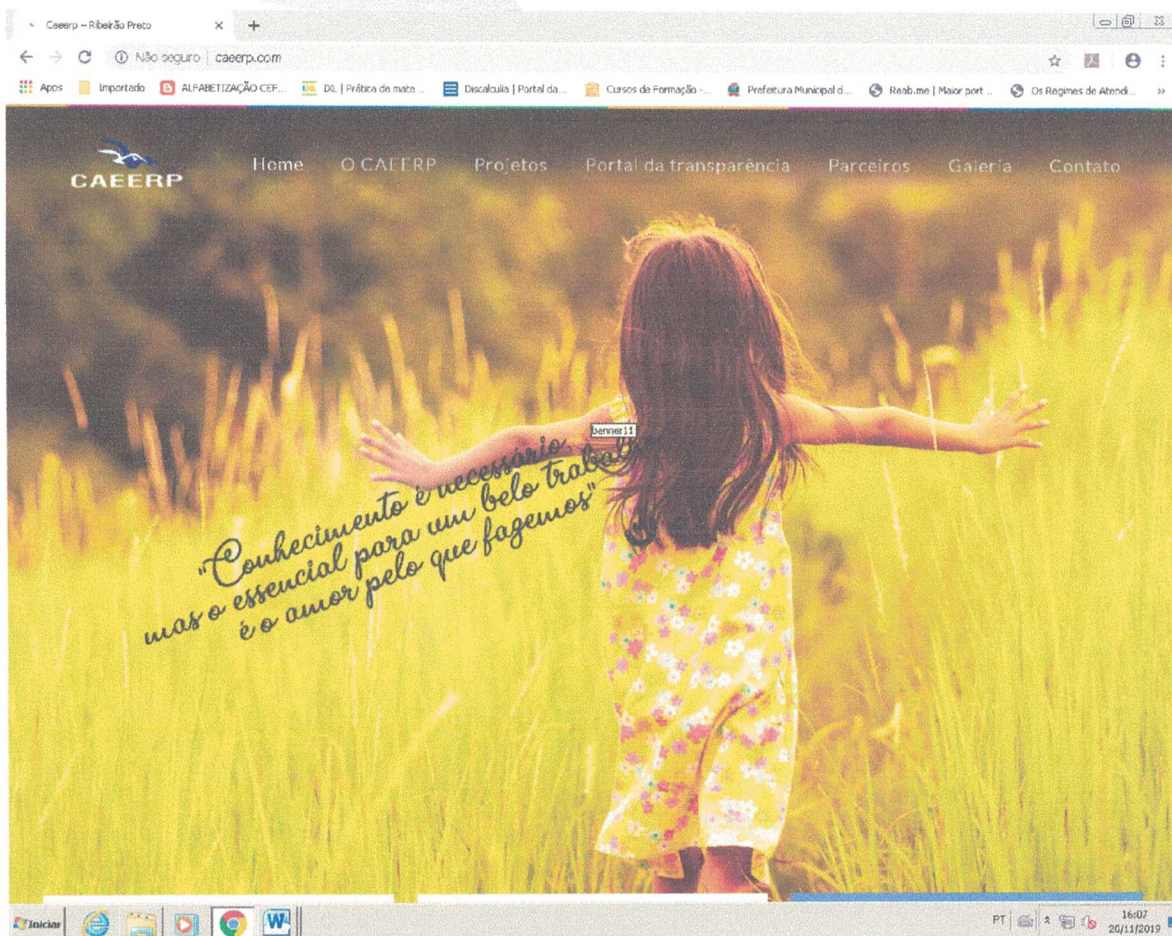 Caeerp – Ribeirão Preto
Não seguro | caeerp.com
Apps Importado ALFABETIZAÇÃO CEF... IXL | Prática de mate ... Discalculia | Portal da... Cursos de Formação -... Prefeitura Municipal d... Reab.me | Maior port ... Os Regimes de Atendi... »
CAEERP
Home O CAEERP Projetos Portal da transparência Parceiros Galeria Contato
banner11
"Conhecimento é necessário
mas o essencial para um belo trabalho
é o amor pelo que fazemos"
Iniciar
PT
16:07
20/11/2019